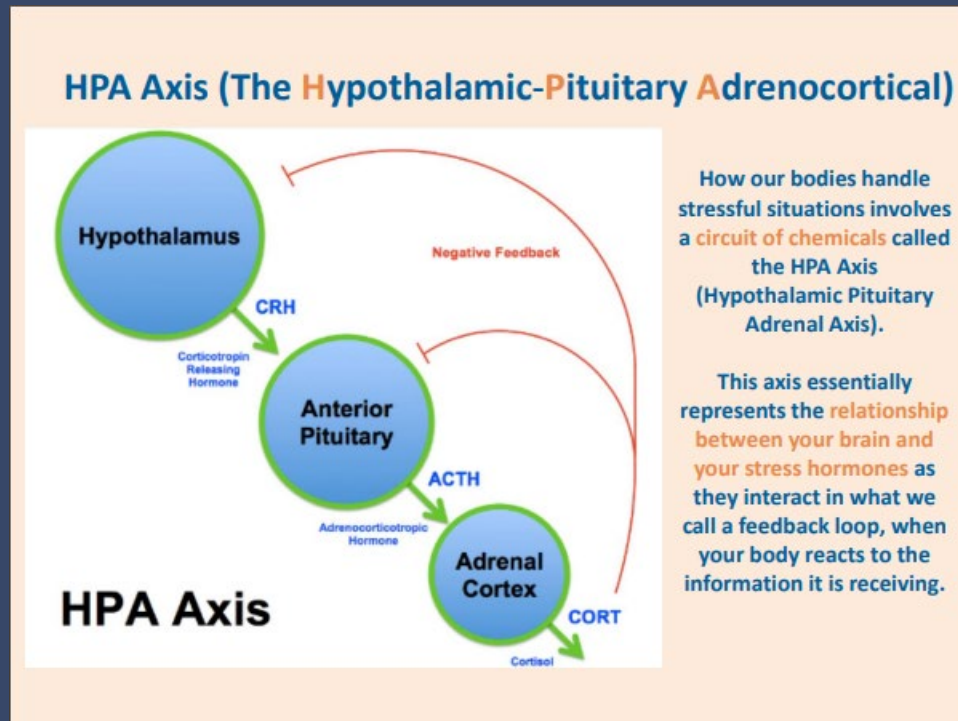 HPA Axis (The Hypothalamic-Pituitary Adrenocortical)
Hypothalamus
Negative Feedback
CRH
Corticotropin
Releasing
Hormone
Anterior
Pituitary
ACTH
Adrenocorticotropic
Hormone
Adrenal
Cortex
CORT
Cortisol
HPA Axis
How our bodies handle
stressful situations involves
a circuit of chemicals called
the HPA Axis
(Hypothalamic Pituitary
Adrenal Axis).
This axis essentially
represents the relationship
between your brain and
your stress hormones as
they interact in what we
call a feedback loop, when
your body reacts to the
information it is receiving.